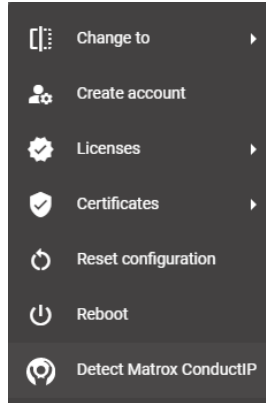 Change to
Create account
Licenses
Certificates
Reset configuration
Reboot
Detect Matrox ConductIP